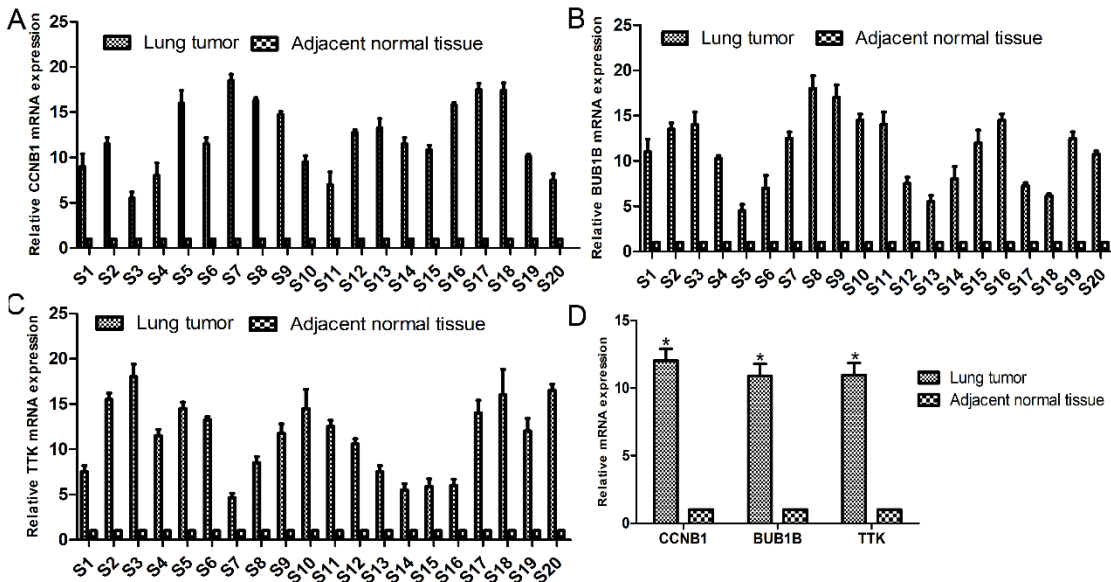 A
Relative CCNB1 mRNA expression
25
20
15
10
5
0
Lung tumor
Adjacent normal tissue
S1 S2 S3 S4 S5 S6 S7 S8 S9 S10 S11 S12 S13 S14 S15 S16 S17 S18 S19 S20
B
Relative BUB1B mRNA expression
25
20
15
10
5
0
Lung tumor
Adjacent normal tissue
S1 S2 S3 S4 S5 S6 S7 S8 S9 S10 S11 S12 S13 S14 S15 S16 S17 S18 S19 S20
C
Relative TTK mRNA expression
25
20
15
10
5
0
Lung tumor
Adjacent normal tissue
S1 S2 S3 S4 S5 S6 S7 S8 S9 S10 S11 S12 S13 S14 S15 S16 S17 S18 S19 S20
D
Relative mRNA expression
15
10
5
0
* * *
CCNB1 BUB1B TTK
Lung tumor
Adjacent normal tissue